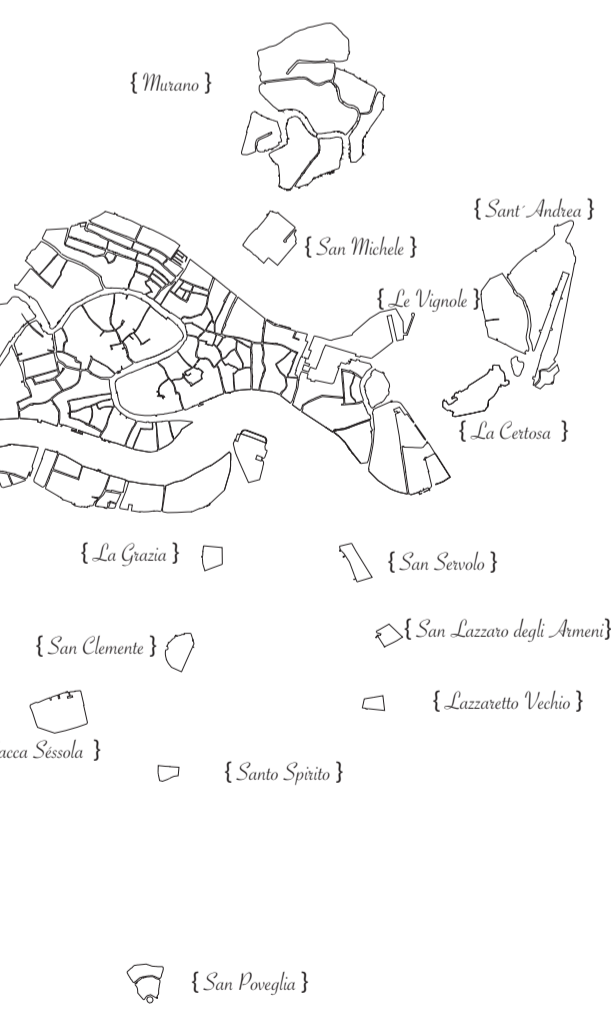 { Murano }
{ Sant´ Andrea }
{ San Michele }
{ Le Vignole }
{ La Certosa }
{ La Grazia }
{ San Servolo }
{ San Lazzaro degli Armeni}
{ San Clemente }
{ Lazzaretto Vechio }
acca Séssola }
{ Santo Spirito }
{ San Poveglia }